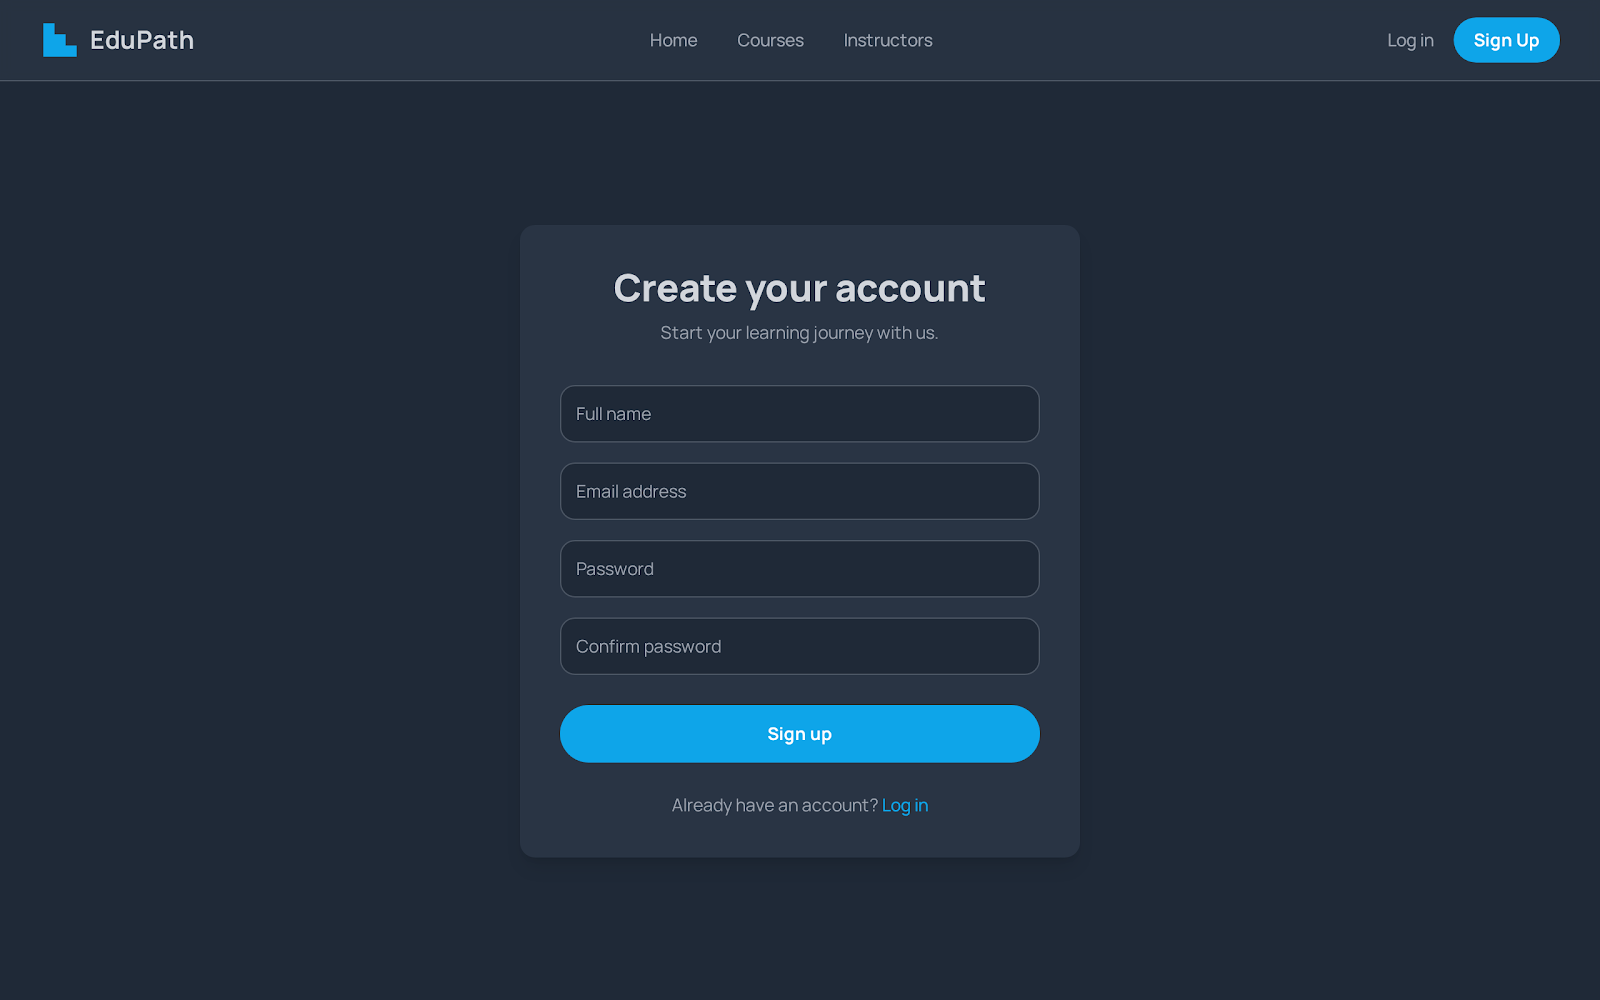 EduPath
Home
Courses
Instructors
Log in
Sign Up
Create your account
Start your learning journey with us.
Full name
Email address
Password
Confirm password
Sign up
Already have an account? Log in